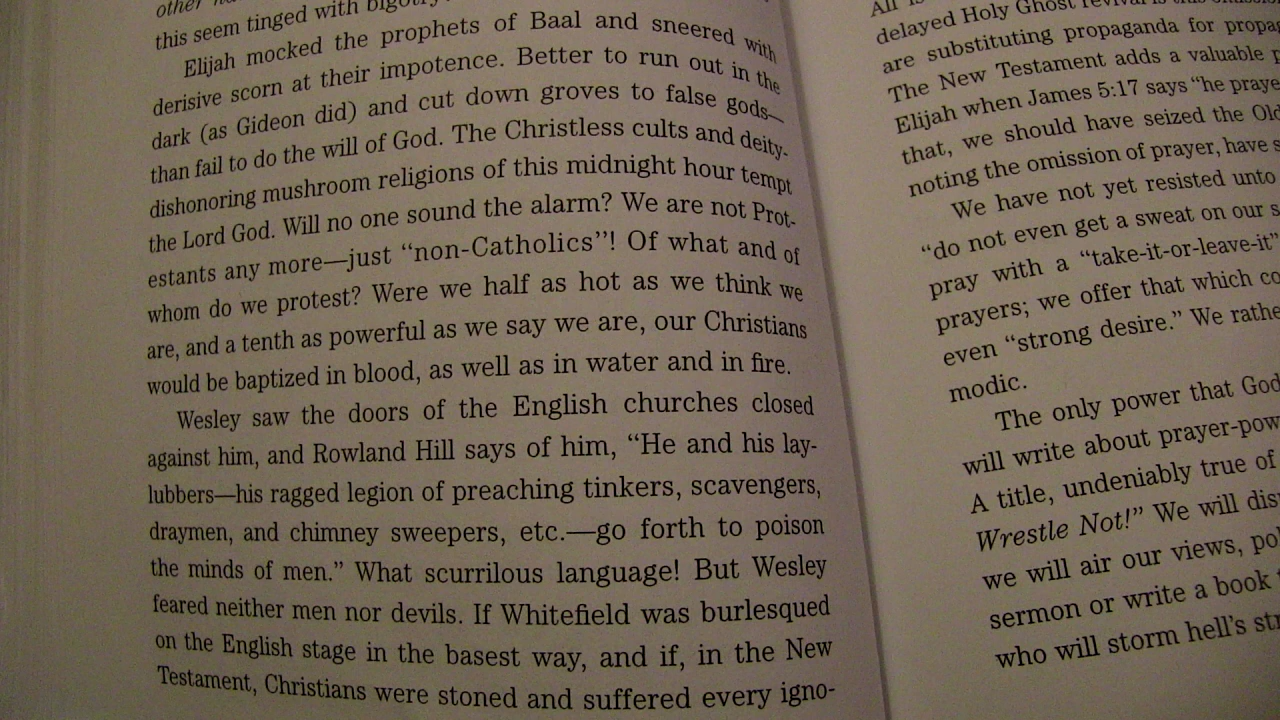 other
this seem tinged with bigotry
Elijah mocked the prophets of Baal and sneered with
derisive scorn at their impotence. Better to run out in the
dark (as Gideon did) and cut down groves to false gods—
than fail to do the will of God. The Christless cults and deity-
dishonoring mushroom religions of this midnight hour tempt
the Lord God. Will no one sound the alarm? We are not Prot-
estants any more—just “non-Catholics”! Of what and of
whom do we protest? Were we half as hot as we think we
are, and a tenth as powerful as we say we are, our Christians
would be baptized in blood, as well as in water and in fire.
Wesley saw the doors of the English churches closed
against him, and Rowland Hill says of him, “He and his lay-
lubbers—his ragged legion of preaching tinkers, scavengers,
draymen, and chimney sweepers, etc.—go forth to poison
the minds of men.” What scurrilous language! But Wesley
feared neither men nor devils. If Whitefield was burlesqued
on the English stage in the basest way, and if, in the New
Testament, Christians were stoned and suffered every igno-
All
delayed Holy Ghost revival is this
are substituting propaganda for
The New Testament adds a valuable
Elijah when James 5:17 says “he
that, we should have seized the
noting the omission of prayer, have
We have not yet resisted unto
“do not even get a sweat on our
pray with a “take-it-or-leave-it”
prayers; we offer that which
even “strong desire.” We
modic.
The only power that God
will write about
A title, undeniably true of
Wrestle Not!” We will
we will air our views,
sermon or write a book
who will storm hell’s